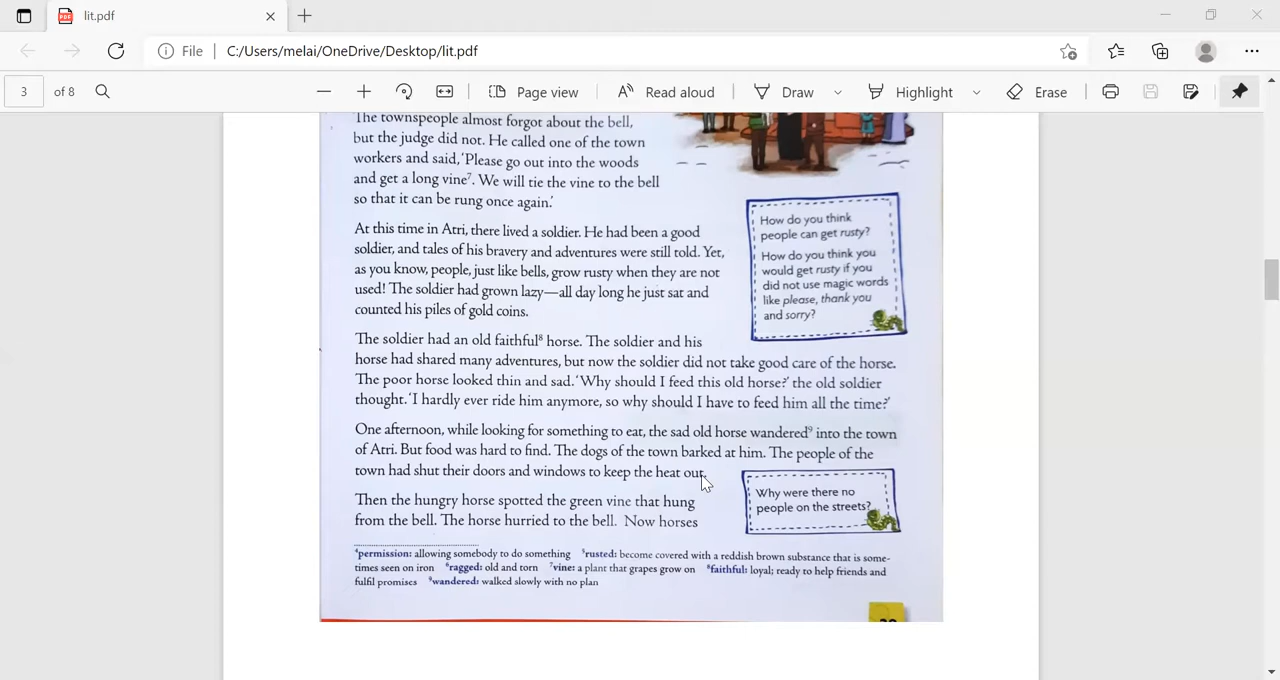 lit.pdf
File
C:/Users/melai/OneDrive/Desktop/lit.pdf
3 of 8
Page view
Read aloud
Draw
Highlight
Erase
The townspeople almost forgot about the bell,
but the judge did not. He called one of the town
workers and said, ‘Please go out into the woods
and get a long vine⁷. We will tie the vine to the bell
so that it can be rung once again.’
At this time in Atri, there lived a soldier. He had been a good
soldier, and tales of his bravery and adventures were still told. Yet,
as you know, people, just like bells, grow rusty when they are not
used! The soldier had grown lazy—all day long he just sat and
counted his piles of gold coins.
How do you think
people can get rusty?
How do you think you
would get rusty if you
did not use magic words
like please, thank you
and sorry?
The soldier had an old faithful⁸ horse. The soldier and his
horse had shared many adventures, but now the soldier did not take good care of the horse.
The poor horse looked thin and sad. ‘Why should I feed this old horse?’ the old soldier
thought. ‘I hardly ever ride him anymore, so why should I have to feed him all the time?’
One afternoon, while looking for something to eat, the sad old horse wandered⁹ into the town
of Atri. But food was hard to find. The dogs of the town barked at him. The people of the
town had shut their doors and windows to keep the heat out.
Then the hungry horse spotted the green vine that hung
from the bell. The horse hurried to the bell. Now horses
Why were there no
people on the streets?
⁴permission: allowing somebody to do something ⁵rusted: become covered with a reddish brown substance that is some-
times seen on iron ⁶ragged: old and torn ⁷vine: a plant that grapes grow on ⁸faithful: loyal; ready to help friends and
fulfil promises ⁹wandered: walked slowly with no plan